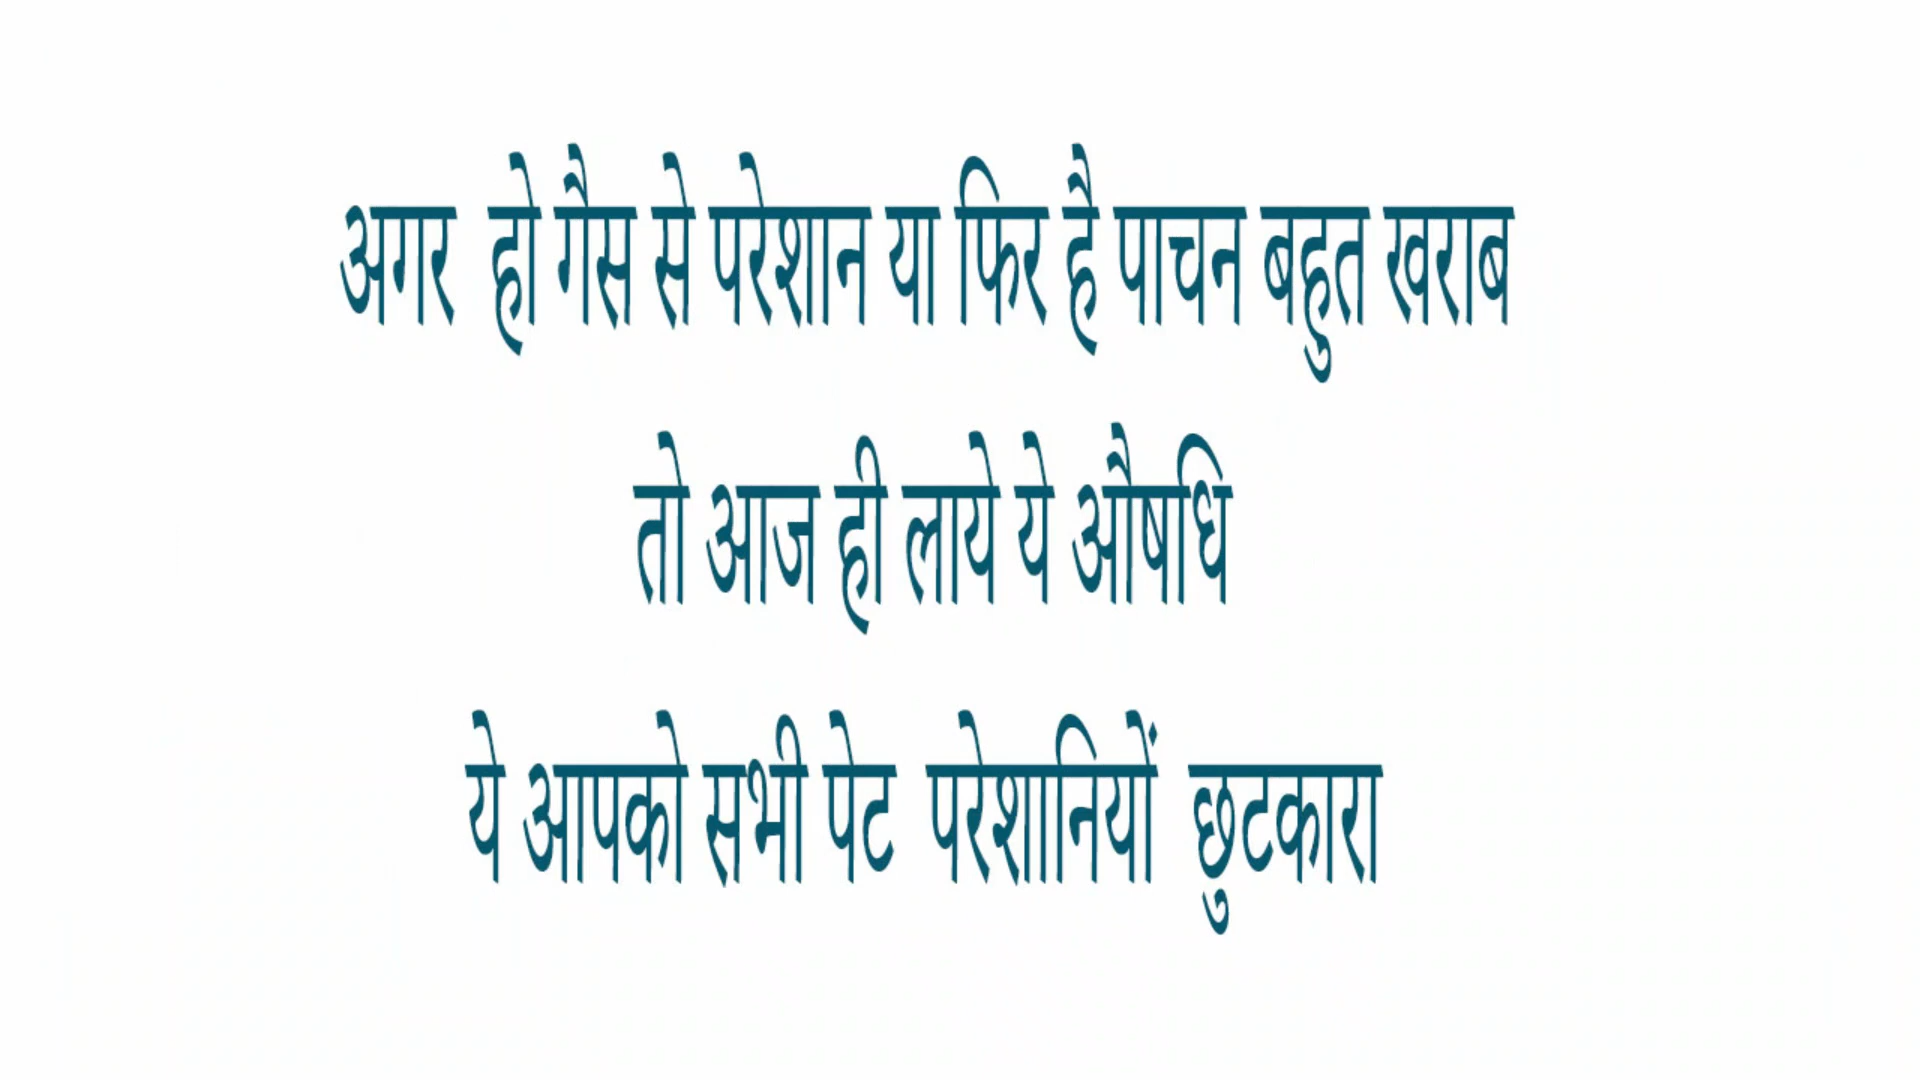 अगर हो गैस से परेशान या फिर है पाचन बहुत खराब
तो आज ही लाये ये औषधि
ये आपको सभी पेट परेशानियों छुटकारा